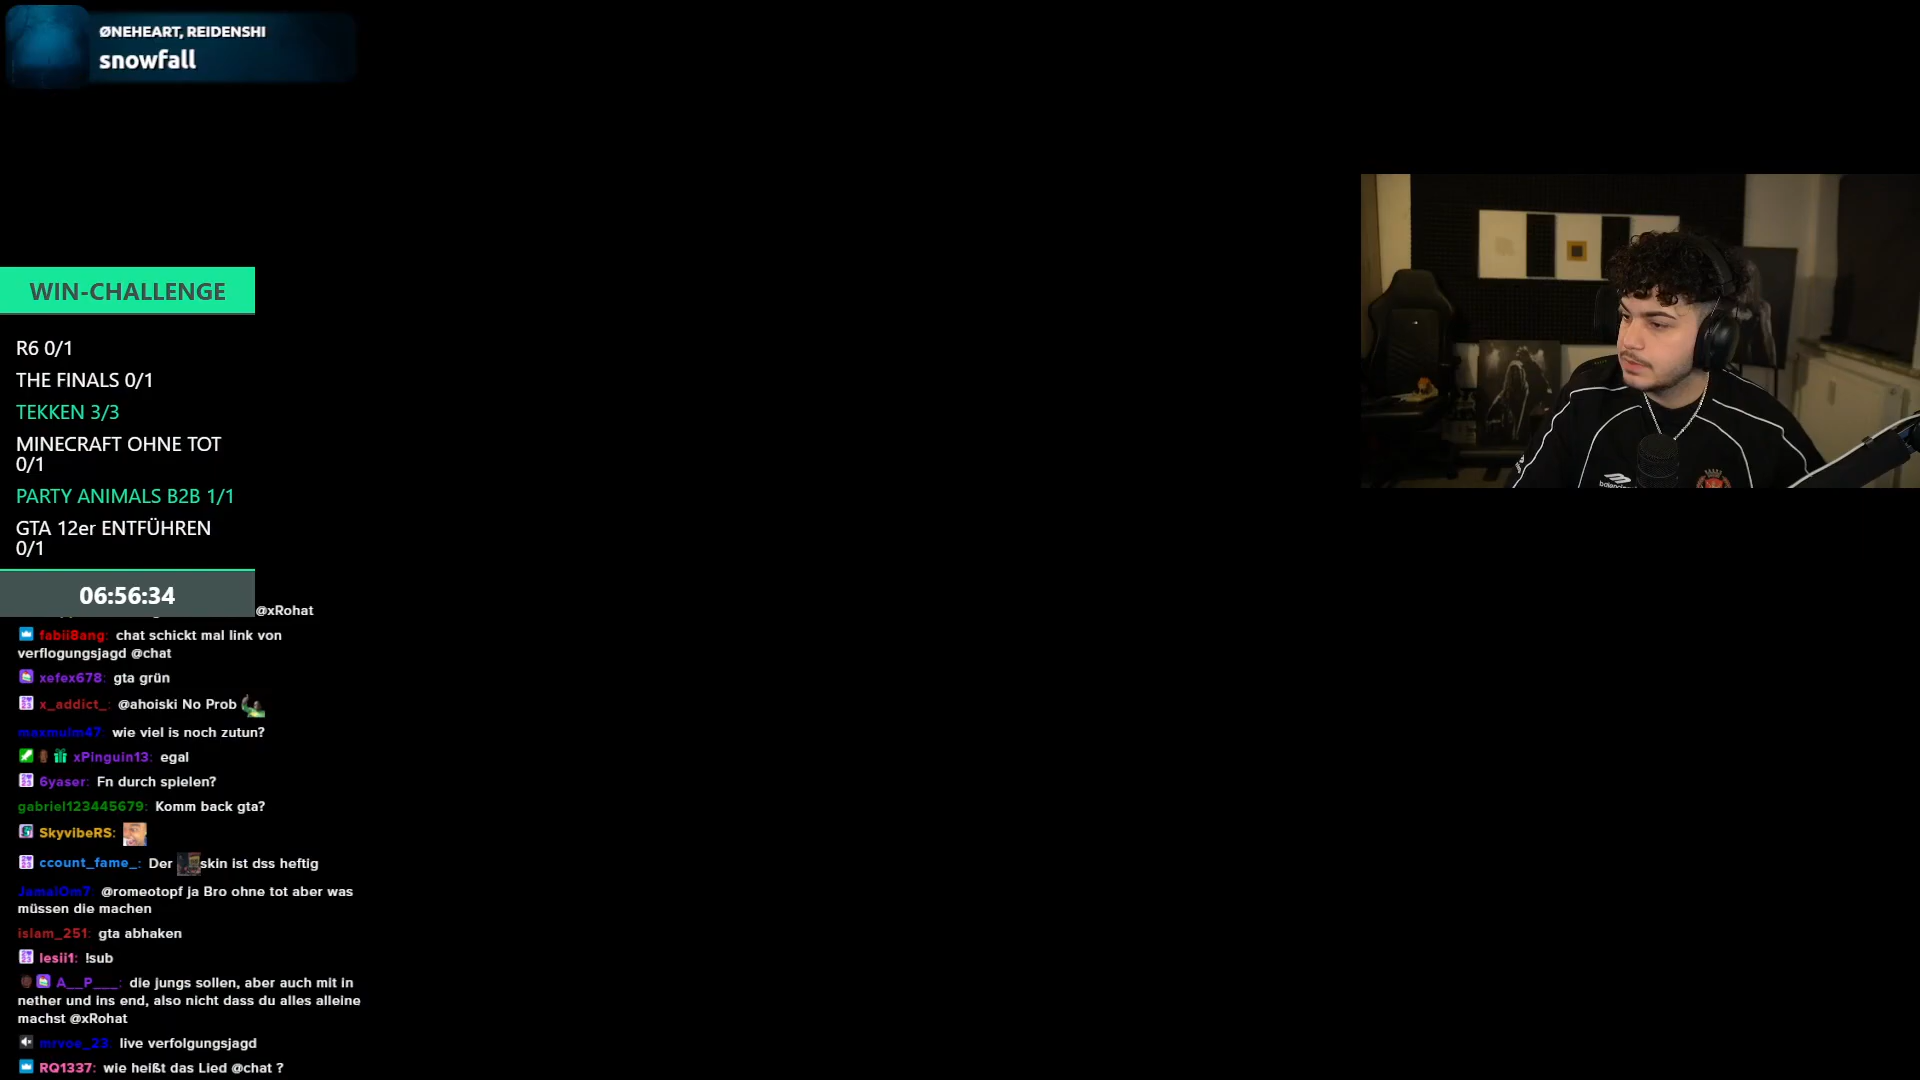 ØNEHEART, REIDENSHI
snowfall
WIN-CHALLENGE
R6 0/1
THE FINALS 0/1
TEKKEN 3/3
MINECRAFT OHNE TOT
0/1
PARTY ANIMALS B2B 1/1
GTA 12er ENTFÜHREN
0/1
06:56:34
@xRohat
fabii8ang: chat schickt mal link von
verflogungsjagd @chat
xefex678: gta grün
x_addict_: @ahoiski No Prob
maxmulm47: wie viel is noch zutun?
xPinguin13: egal
6yaser: Fn durch spielen?
gabriel123445679: Komm back gta?
SkyvibeRS:
ccount_fame_: Der skin ist dss heftig
JamalOm7: @romeotopf ja Bro ohne tot aber was
müssen die machen
islam_251: gta abhaken
lesii1: !sub
A__P___: die jungs sollen, aber auch mit in
nether und ins end, also nicht dass du alles alleine
machst @xRohat
mrvoe_23: live verfolgungsjagd
RQ1337: wie heißt das Lied @chat ?